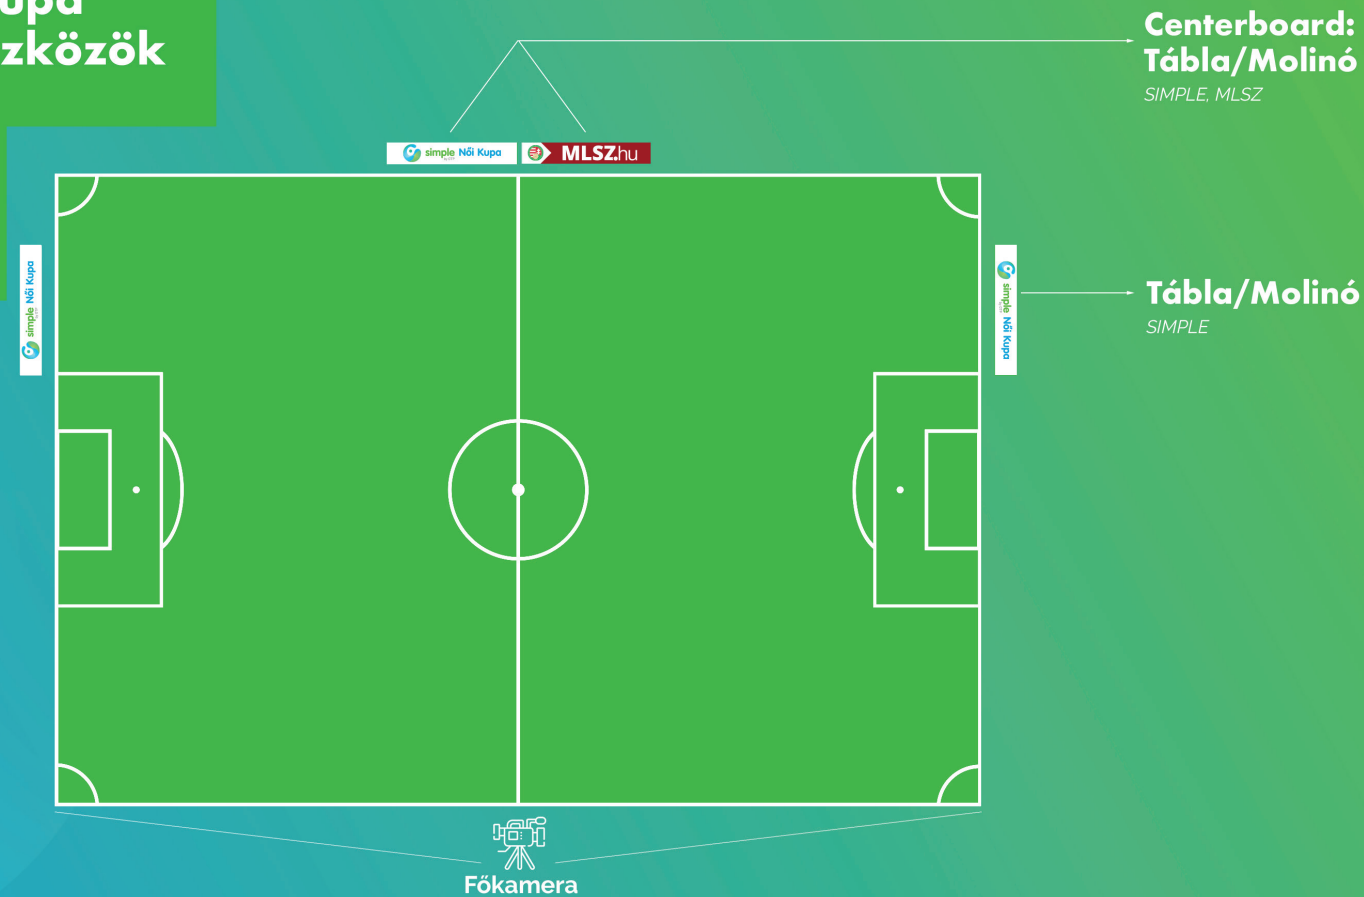 upa
zközök
Centerboard:
Tábla/Molinó
SIMPLE, MLSZ
simple Női Kupa
MLSZ.hu
simple Női Kupa
simple Női Kupa
Tábla/Molinó
SIMPLE
Főkamera